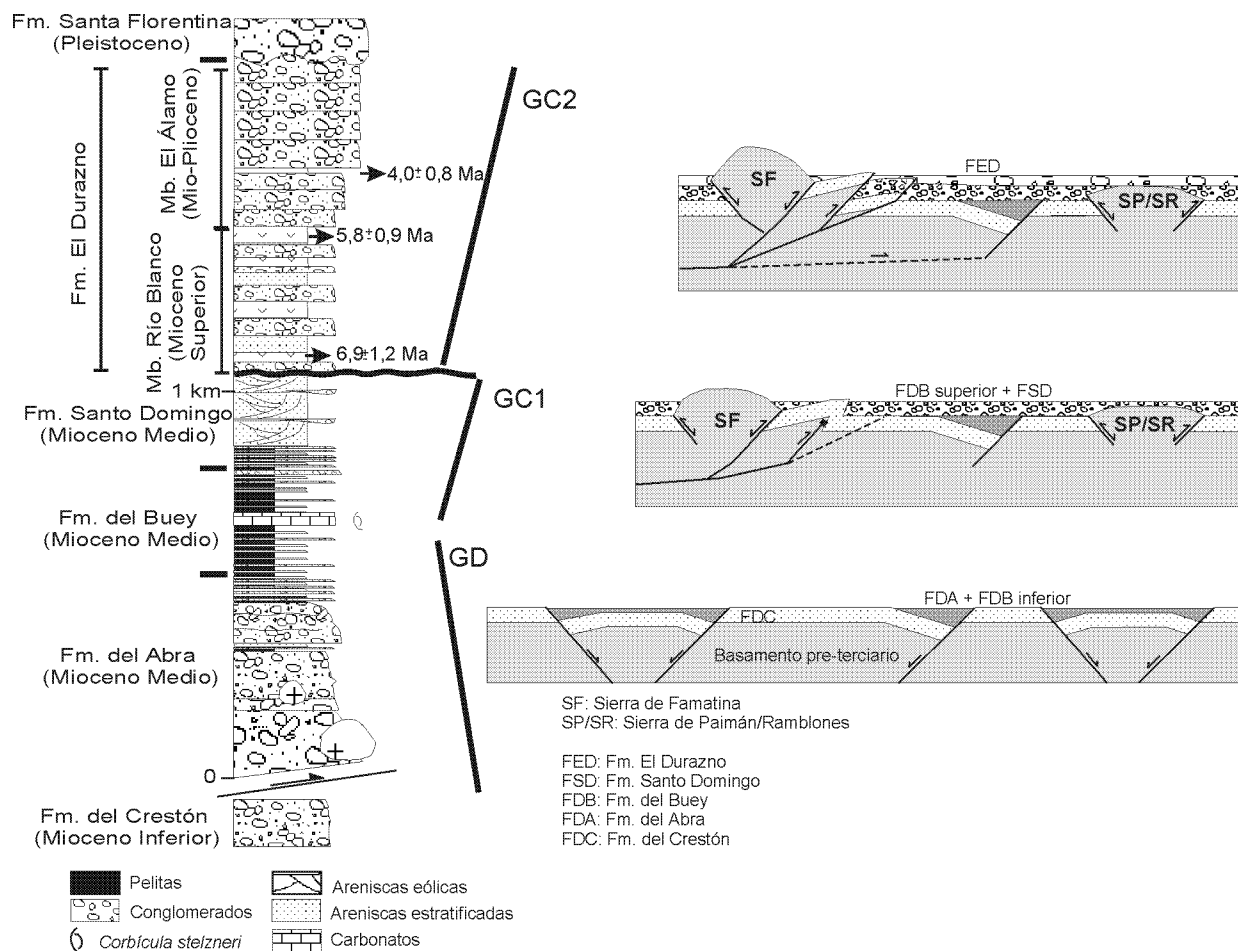 Fm. Santa Florentina
(Pleistoceno)
Fm. El Durazno
Mb. El Álamo
(Mio-Plioceno)
Mb. Río Blanco
(Mioceno
Superior)
4,0± 0,8 Ma
5,8±0,9 Ma
6,9±1,2 Ma
GC2
1 km
GC1
Fm. Santo Domingo
(Mioceno Medio)
Fm. del Buey
(Mioceno Medio)
GD
Fm. del Abra
(Mioceno Medio)
0
Fm. del Crestón
(Mioceno Inferior)
Pelitas
Conglomerados
Corbícula stelzneri
Areniscas eólicas
Areniscas estratificadas
Carbonatos
FED
SF
SP/SR
FDB superior + FSD
SF
SP/SR
FDA + FDB inferior
FDC
Basamento pre-terciario
SF: Sierra de Famatina
SP/SR: Sierra de Paimán/Ramblones
FED: Fm. El Durazno
FSD: Fm. Santo Domingo
FDB: Fm. del Buey
FDA: Fm. del Abra
FDC: Fm. del Crestón